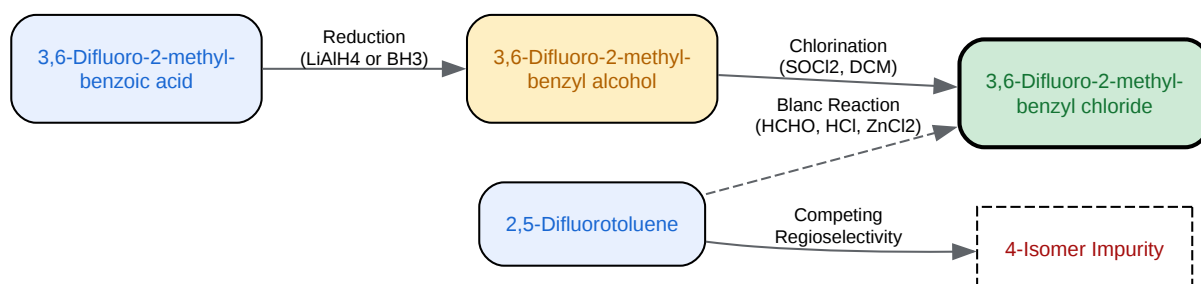 3,6-Difluoro-2-methyl-
benzoic acid
Reduction
(LiAlH4 or BH3)
3,6-Difluoro-2-methyl-
benzyl alcohol
Chlorination
(SOCl2, DCM)
3,6-Difluoro-2-methyl-
benzyl chloride
Blanc Reaction
(HCHO, HCl, ZnCl2)
2,5-Difluorotoluene
Competing
Regioselectivity
4-Isomer Impurity